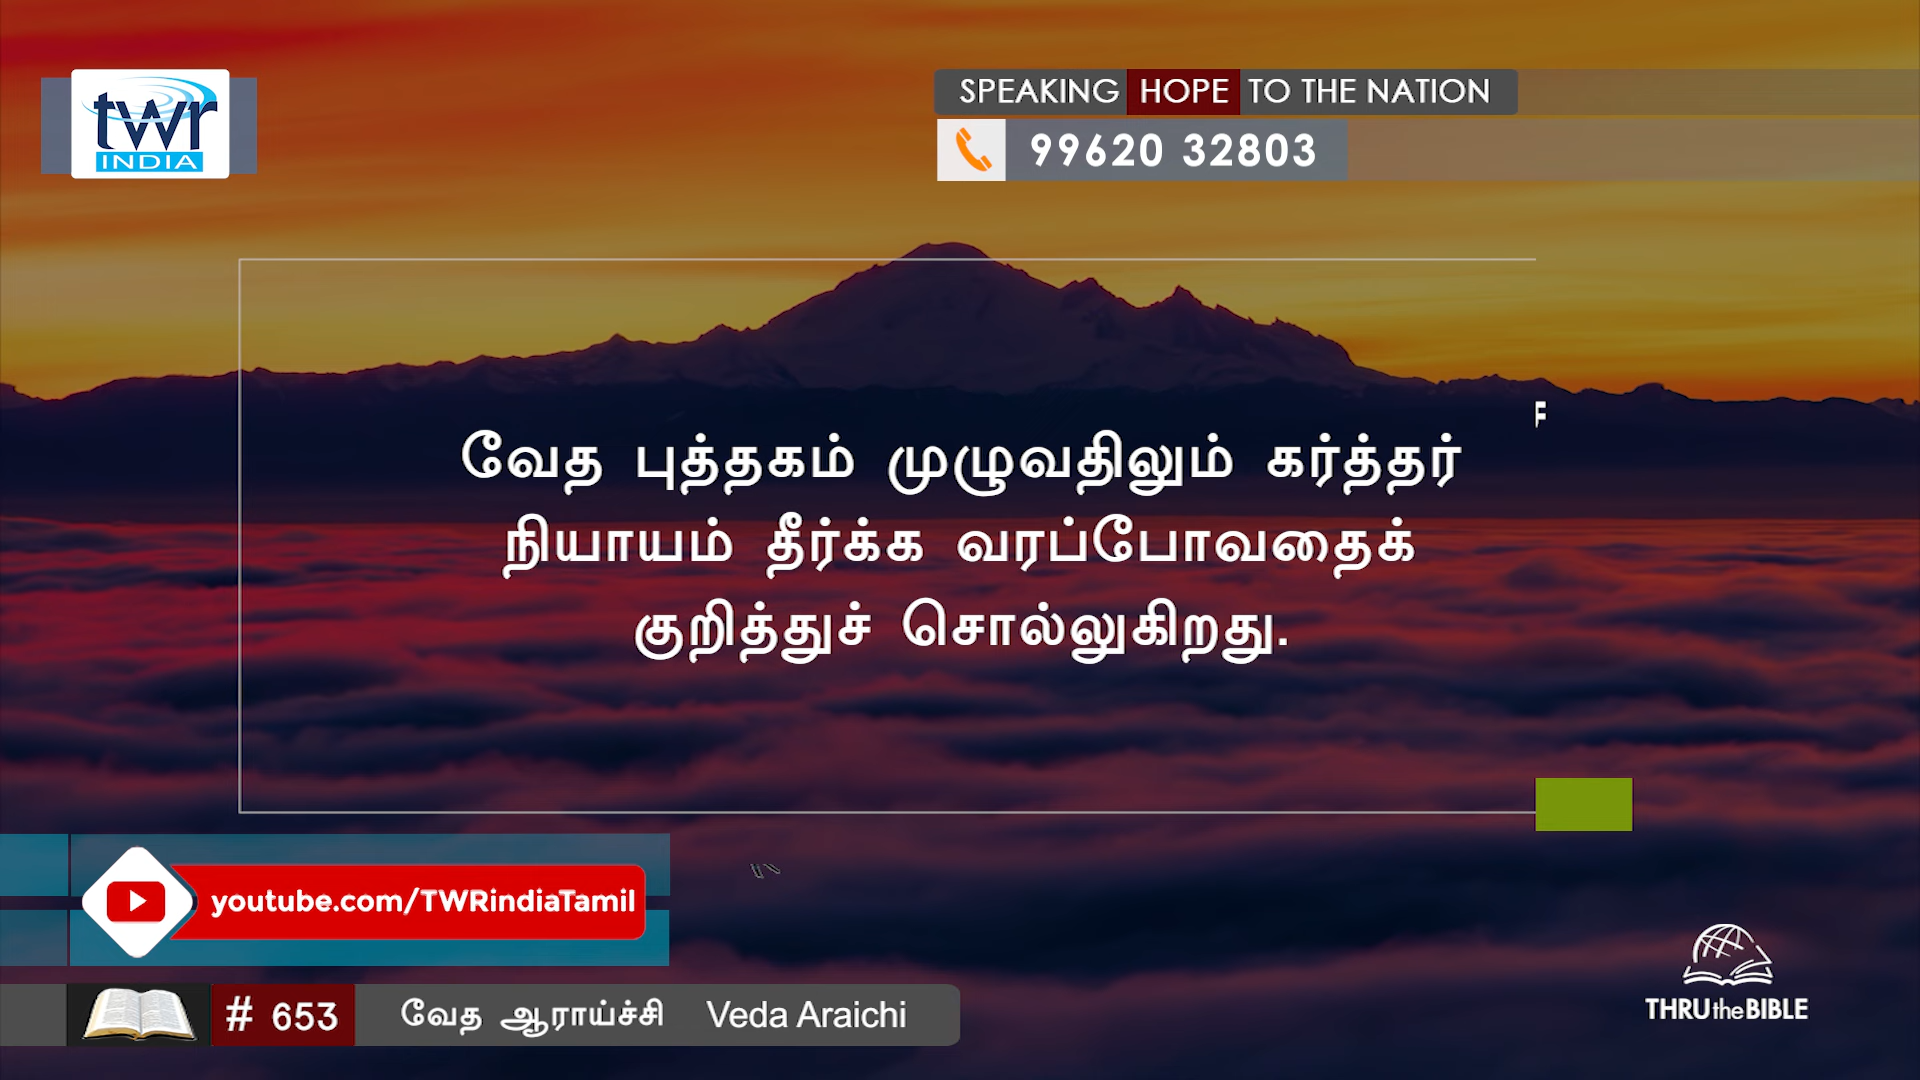 twr
INDIA
SPEAKING HOPE TO THE NATION
99620 32803
வேத புத்தகம் முழுவதிலும் கர்த்தர்
நியாயம் தீர்க்க வரப்போவதைக்
குறித்துச் சொல்லுகிறது.
youtube.com/TWRindiaTamil
# 653 வேத ஆராய்ச்சி Veda Araichi
THRU the BIBLE